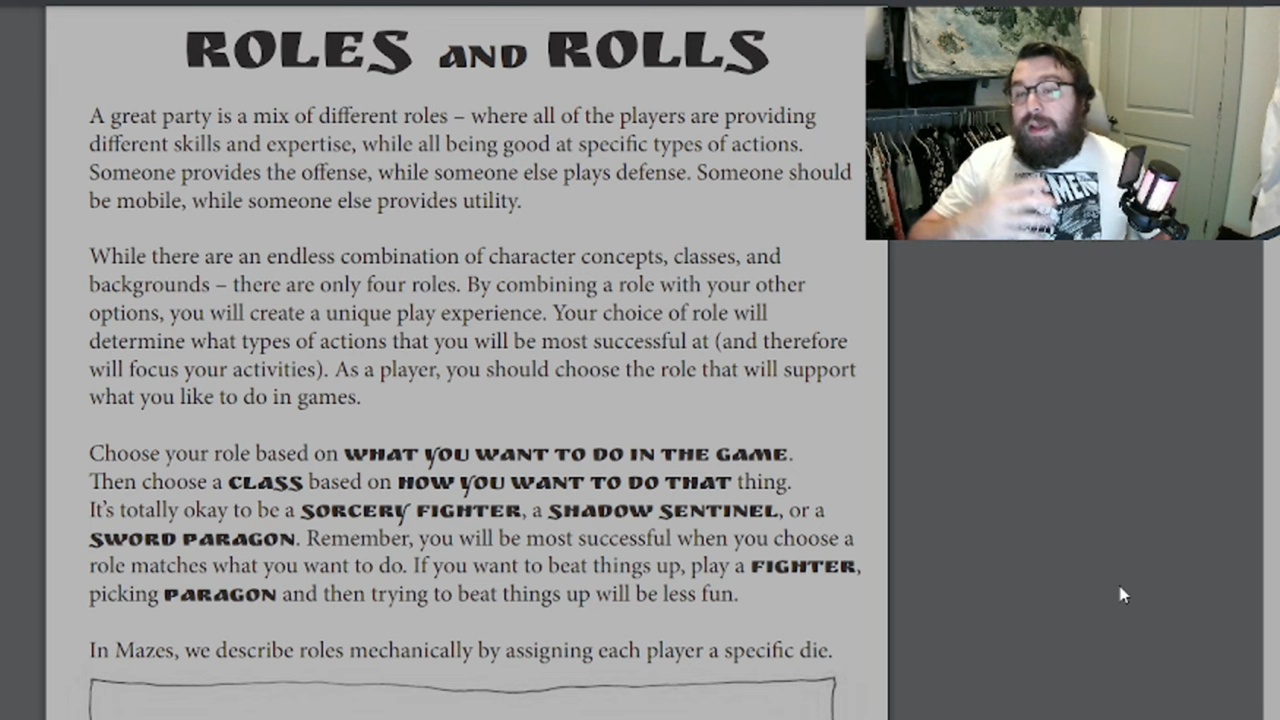 ROLES AND ROLLS
A great party is a mix of different roles – where all of the players are providing
different skills and expertise, while all being good at specific types of actions.
Someone provides the offense, while someone else plays defense. Someone should
be mobile, while someone else provides utility.
While there are an endless combination of character concepts, classes, and
backgrounds – there are only four roles. By combining a role with your other
options, you will create a unique play experience. Your choice of role will
determine what types of actions that you will be most successful at (and therefore
will focus your activities). As a player, you should choose the role that will support
what you like to do in games.
Choose your role based on WHAT YOU WANT TO DO IN THE GAME.
Then choose a CLASS based on HOW YOU WANT TO DO THAT thing.
It's totally okay to be a SORCERY FIGHTER, a SHADOW SENTINEL, or a
SWORD PARAGON. Remember, you will be most successful when you choose a
role matches what you want to do. If you want to beat things up, play a FIGHTER,
picking PARAGON and then trying to beat things up will be less fun.
In Mazes, we describe roles mechanically by assigning each player a specific die.